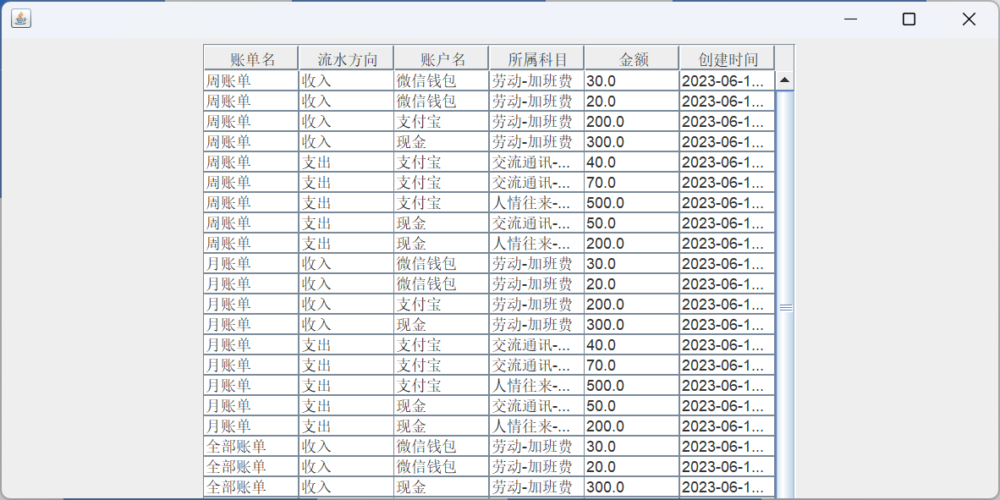 账单名 流水方向 账户名 所属科目 金额 创建时间
周账单 收入 微信钱包 劳动-加班费 30.0 2023-06-1...
周账单 收入 微信钱包 劳动-加班费 20.0 2023-06-1...
周账单 收入 支付宝 劳动-加班费 200.0 2023-06-1...
周账单 收入 现金 劳动-加班费 300.0 2023-06-1...
周账单 支出 支付宝 交流通讯-... 40.0 2023-06-1...
周账单 支出 支付宝 交流通讯-... 70.0 2023-06-1...
周账单 支出 支付宝 人情往来-... 500.0 2023-06-1...
周账单 支出 现金 交流通讯-... 50.0 2023-06-1...
周账单 支出 现金 人情往来-... 200.0 2023-06-1...
月账单 收入 微信钱包 劳动-加班费 30.0 2023-06-1...
月账单 收入 微信钱包 劳动-加班费 20.0 2023-06-1...
月账单 收入 支付宝 劳动-加班费 200.0 2023-06-1...
月账单 收入 现金 劳动-加班费 300.0 2023-06-1...
月账单 支出 支付宝 交流通讯-... 40.0 2023-06-1...
月账单 支出 支付宝 交流通讯-... 70.0 2023-06-1...
月账单 支出 支付宝 人情往来-... 500.0 2023-06-1...
月账单 支出 现金 交流通讯-... 50.0 2023-06-1...
月账单 支出 现金 人情往来-... 200.0 2023-06-1...
全部账单 收入 微信钱包 劳动-加班费 30.0 2023-06-1...
全部账单 收入 微信钱包 劳动-加班费 20.0 2023-06-1...
全部账单 收入 现金 劳动-加班费 300.0 2023-06-1...